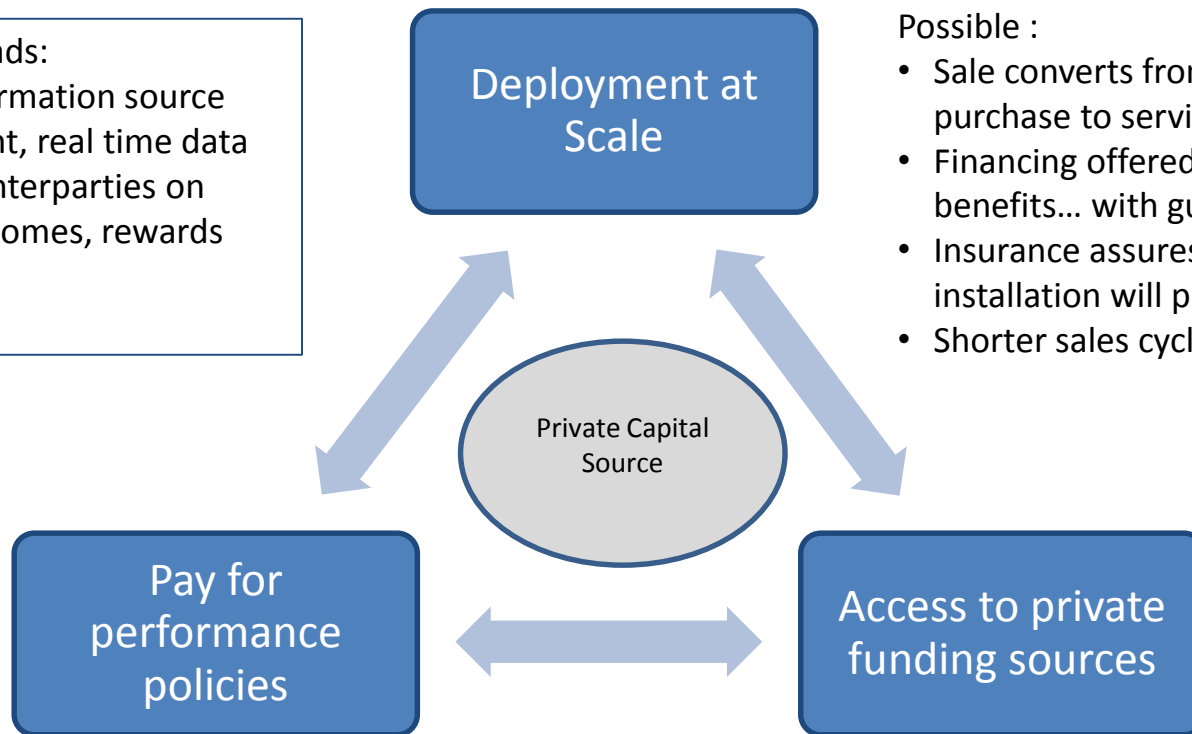 nds:
rmation source
nt, real time data
nterparties on
omes, rewards
Deployment at
Scale
Possible :
• Sale converts fro
purchase to servi
• Financing offered
benefits… with gu
• Insurance assures
installation will p
• Shorter sales cycl
Private Capital
Source
Pay for
performance
policies
Access to private
funding sources